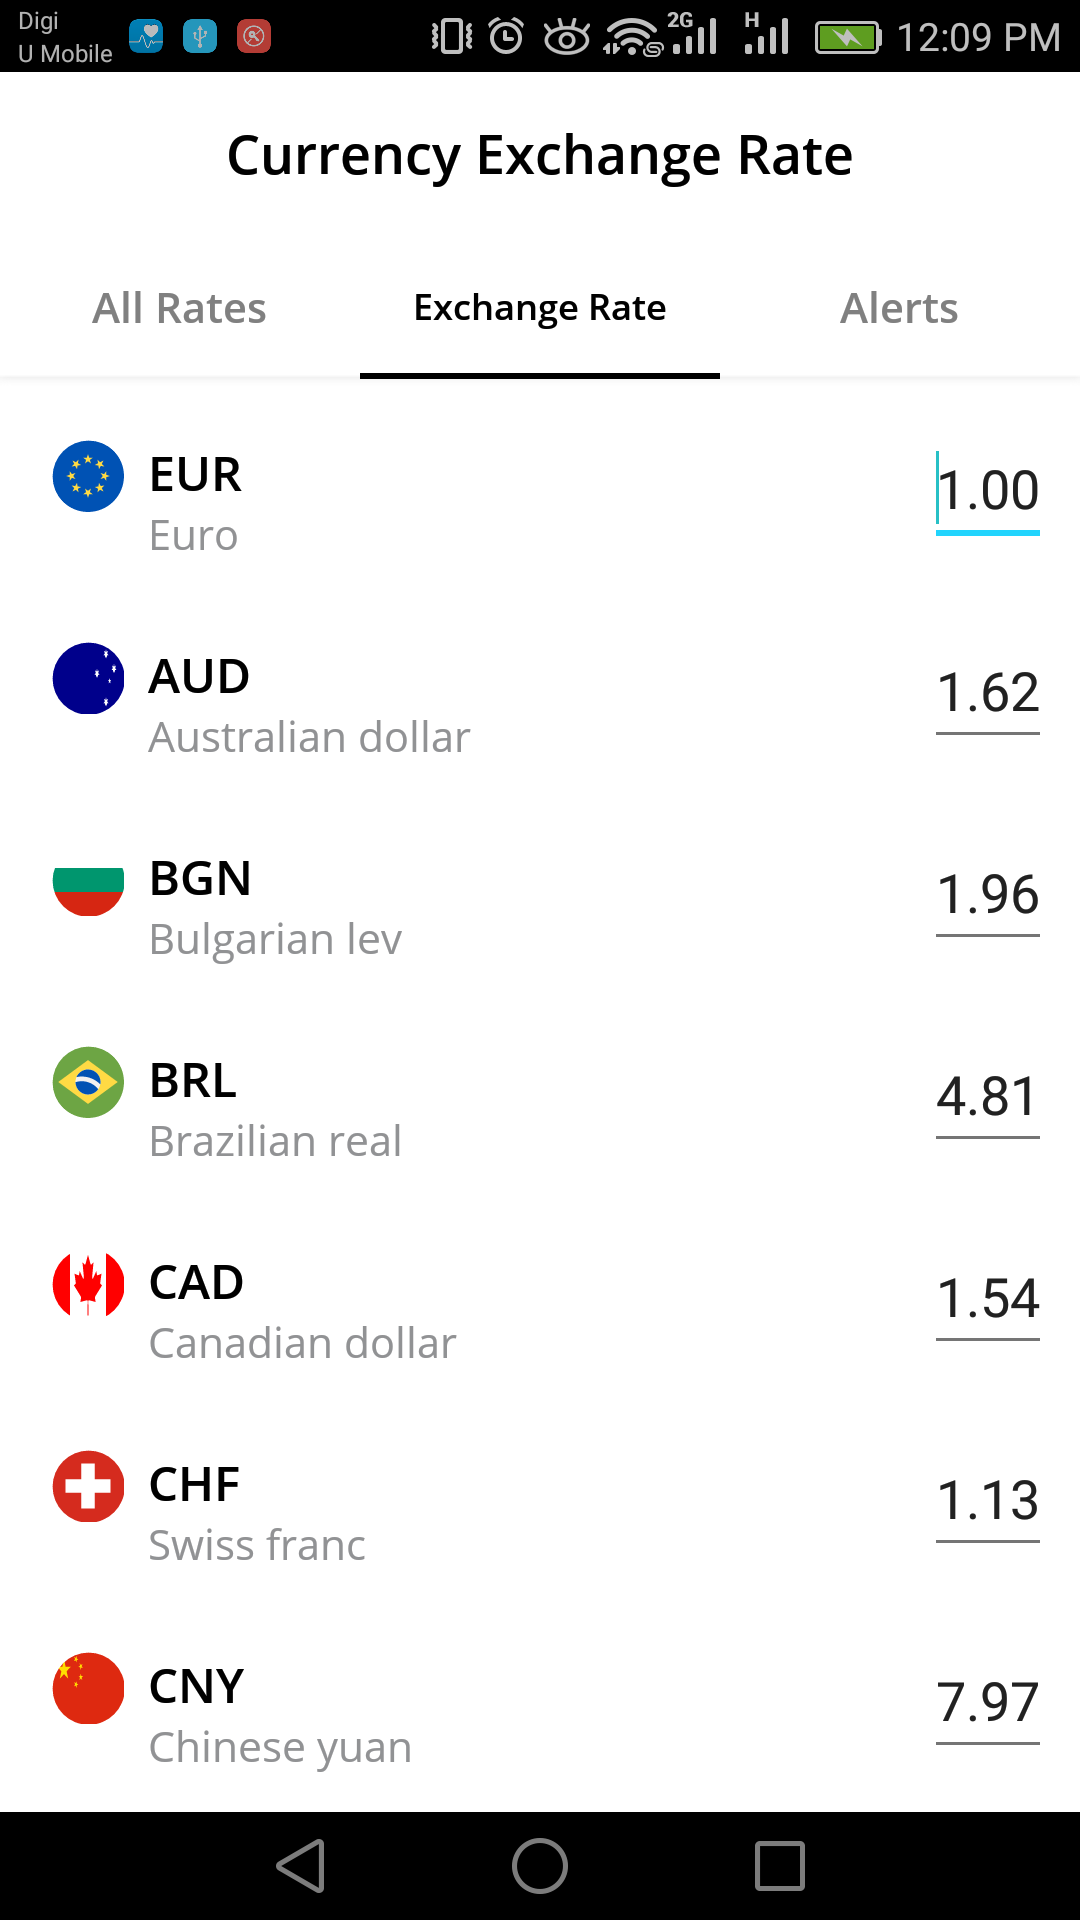 Digi
U Mobile
2G H 12:09 PM
Currency Exchange Rate
All Rates Exchange Rate Alerts
EUR 1.00
Euro
AUD 1.62
Australian dollar
BGN 1.96
Bulgarian lev
BRL 4.81
Brazilian real
CAD 1.54
Canadian dollar
CHF 1.13
Swiss franc
CNY 7.97
Chinese yuan